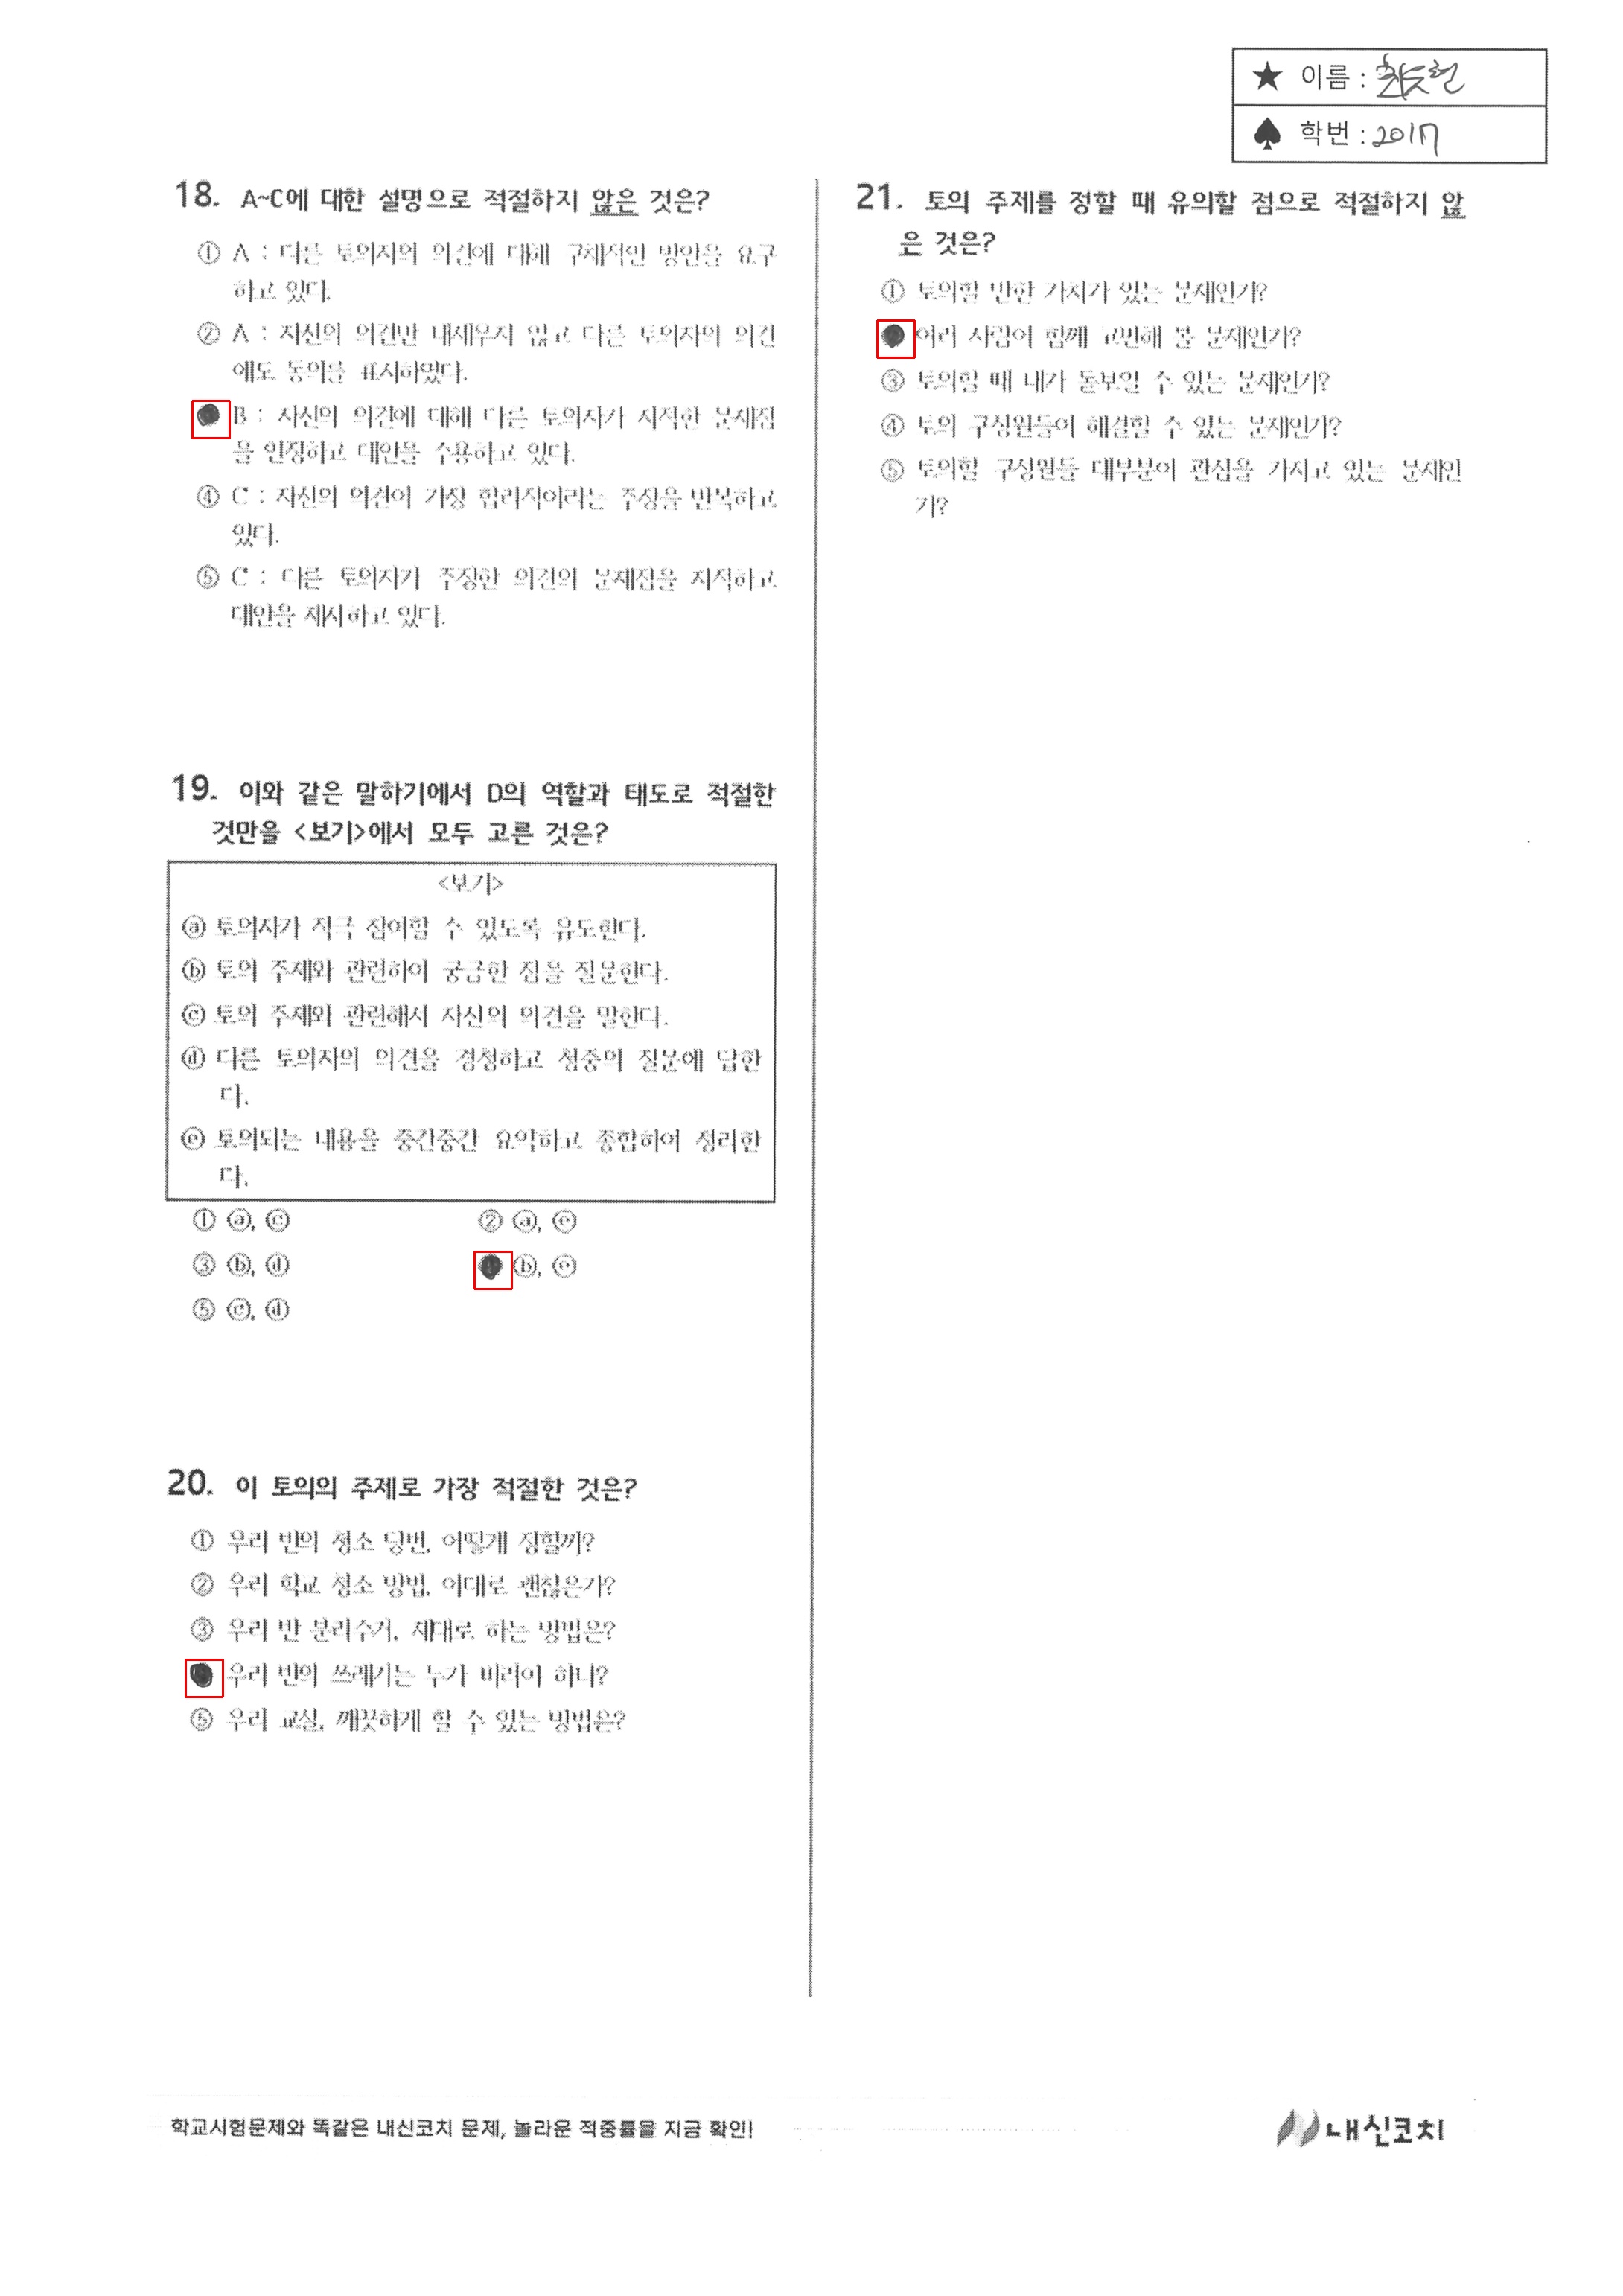 ★ 이름 :
♠ 학번 : 2017
18. A~C에 대한 설명으로 적절하지 않은 것은?
① A : 다른 토의자의 의견에 대해 구체적인 방안을 요구
하고 있다.
② A : 자신의 의견만 내세우지 않고 다른 토의자의 의견
에도 동의를 표시하였다.
B : 자신의 의견에 대해 다른 토의자가 지적한 문제점
을 인정하고 대안을 수용하고 있다.
④ C : 자신의 의견이 가장 합리적이라는 주장을 반복하고
있다.
⑤ C : 다른 토의자가 주장한 의견의 문제점을 지적하고
대안을 제시하고 있다.
19. 이와 같은 말하기에서 D의 역할과 태도로 적절한
것만을 <보기>에서 모두 고른 것은?
<보기>
ⓐ 토의자가 적극 참여할 수 있도록 유도한다.
ⓑ 토의 주제와 관련하여 궁금한 점을 질문한다.
ⓒ 토의 주제와 관련해서 자신의 의견을 말한다.
ⓓ 다른 토의자의 의견을 경청하고 청중의 질문에 답한
다.
ⓔ 토의되는 내용을 중간중간 요약하고 종합하여 정리한
다.
① ⓐ, ⓒ ② ⓐ, ⓔ
③ ⓑ, ⓓ ⓑ, ⓔ
⑤ ⓒ, ⓓ
20. 이 토의의 주제로 가장 적절한 것은?
① 우리 반의 청소 당번, 어떻게 정할까?
② 우리 학교 청소 방법, 이대로 괜찮은가?
③ 우리 반 분리수거, 제대로 하는 방법은?
우리 반의 쓰레기는 누가 버려야 하나?
⑤ 우리 교실, 깨끗하게 할 수 있는 방법은?
21. 토의 주제를 정할 때 유의할 점으로 적절하지 않
은 것은?
① 토의할 만한 가치가 있는 문제인가?
여러 사람이 함께 고민해 볼 문제인가?
③ 토의할 때 내가 돋보일 수 있는 문제인가?
④ 토의 구성원들이 해결할 수 있는 문제인가?
⑤ 토의할 구성원들 대부분이 관심을 가지고 있는 문제인
가?
학교시험문제와 똑같은 내신코치 문제, 놀라운 적중률을 지금 확인!
내신코치